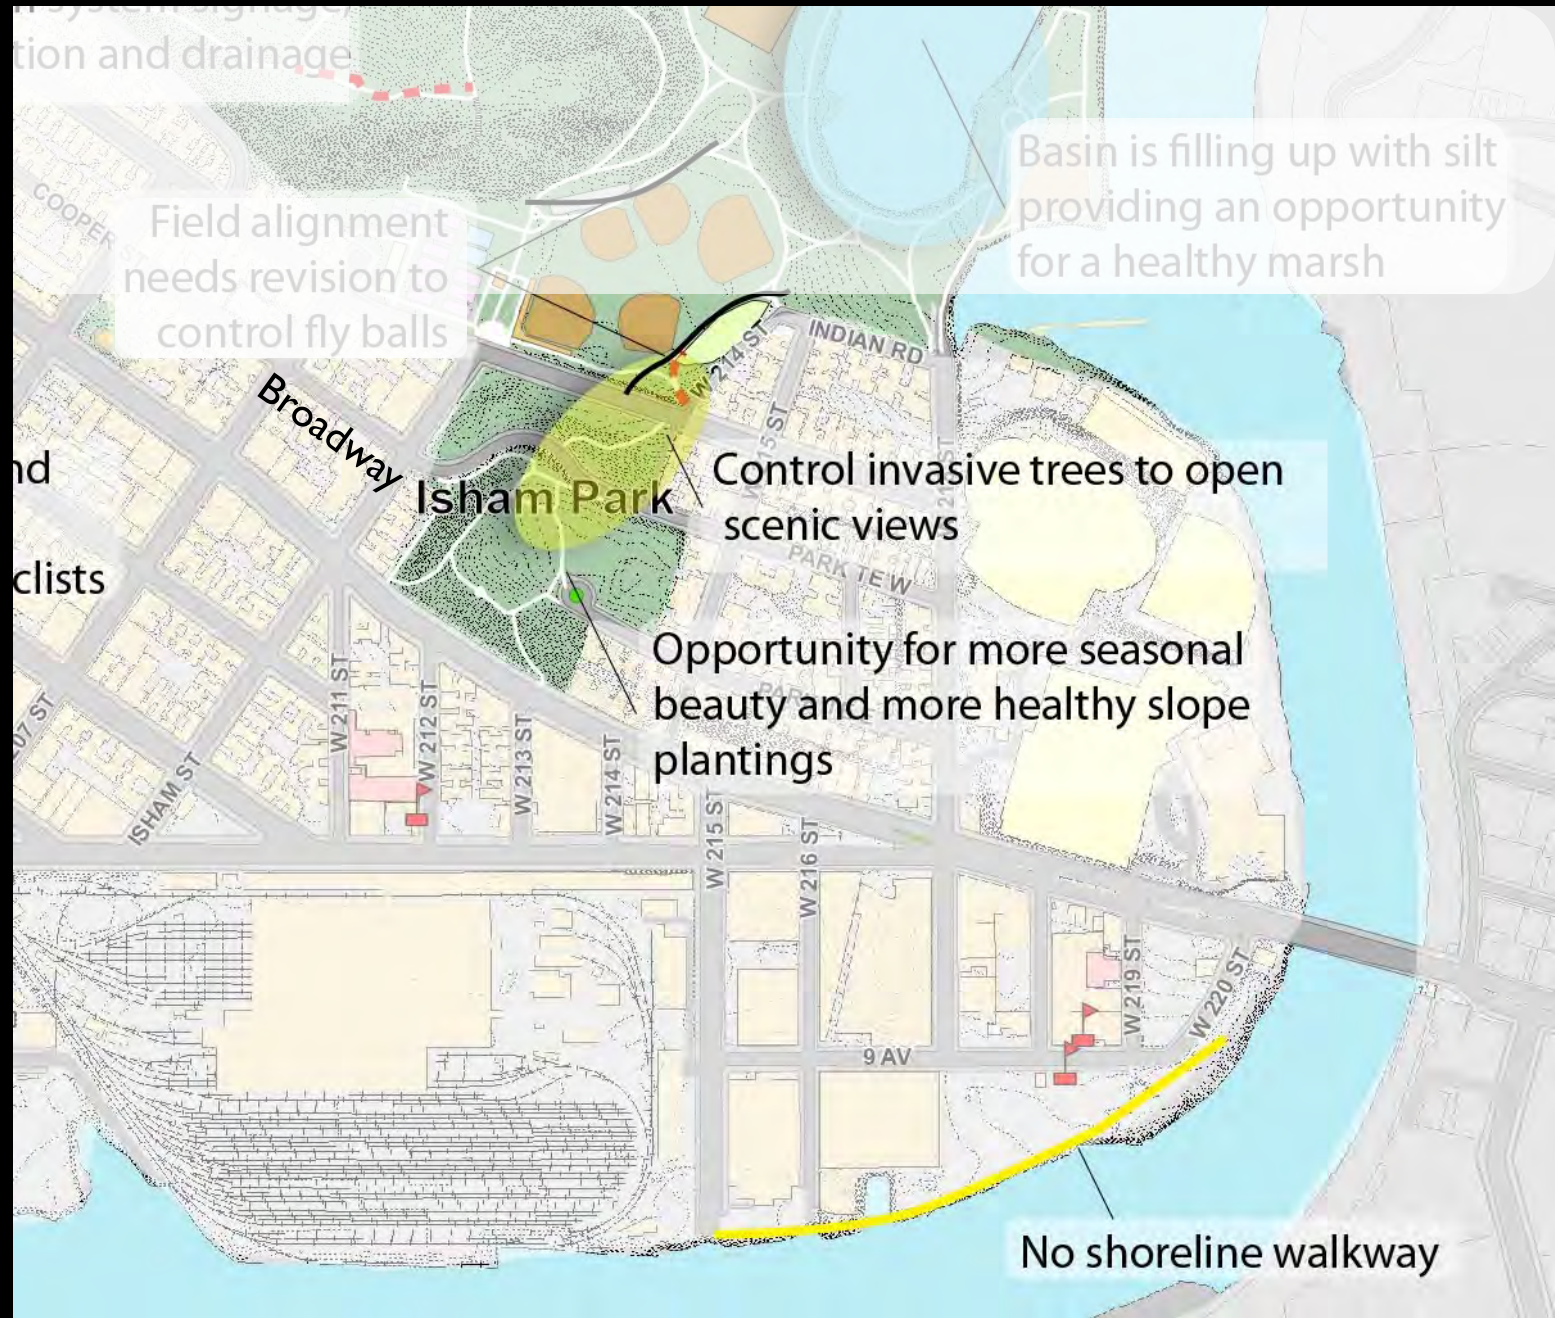 n system signage,
tion and drainage
COOPER ST
Basin is filling up with silt
providing an opportunity
for a healthy marsh
Field alignment
needs revision to
control fly balls
INDIAN RD
W 214 ST
Broadway
nd
Isham Park
Control invasive trees to open
scenic views
PARK TE W
clists
Opportunity for more seasonal
beauty and more healthy slope
plantings
07 ST
ISHAM ST
W 211 ST
W 212 ST
W 213 ST
W 214 ST
W 215 ST
W 216 ST
9 AV
W 219 ST
W 220 ST
No shoreline walkway